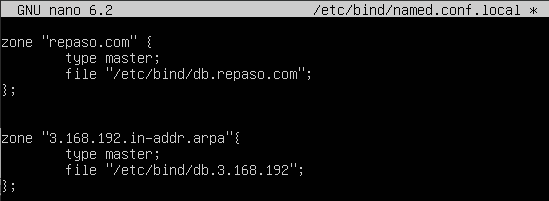 GNU nano 6.2 /etc/bind/named.conf.local *
zone "repaso.com" {
type master;
file "/etc/bind/db.repaso.com";
};
zone "3.168.192.in-addr.arpa"{
type master;
file "/etc/bind/db.3.168.192";
};